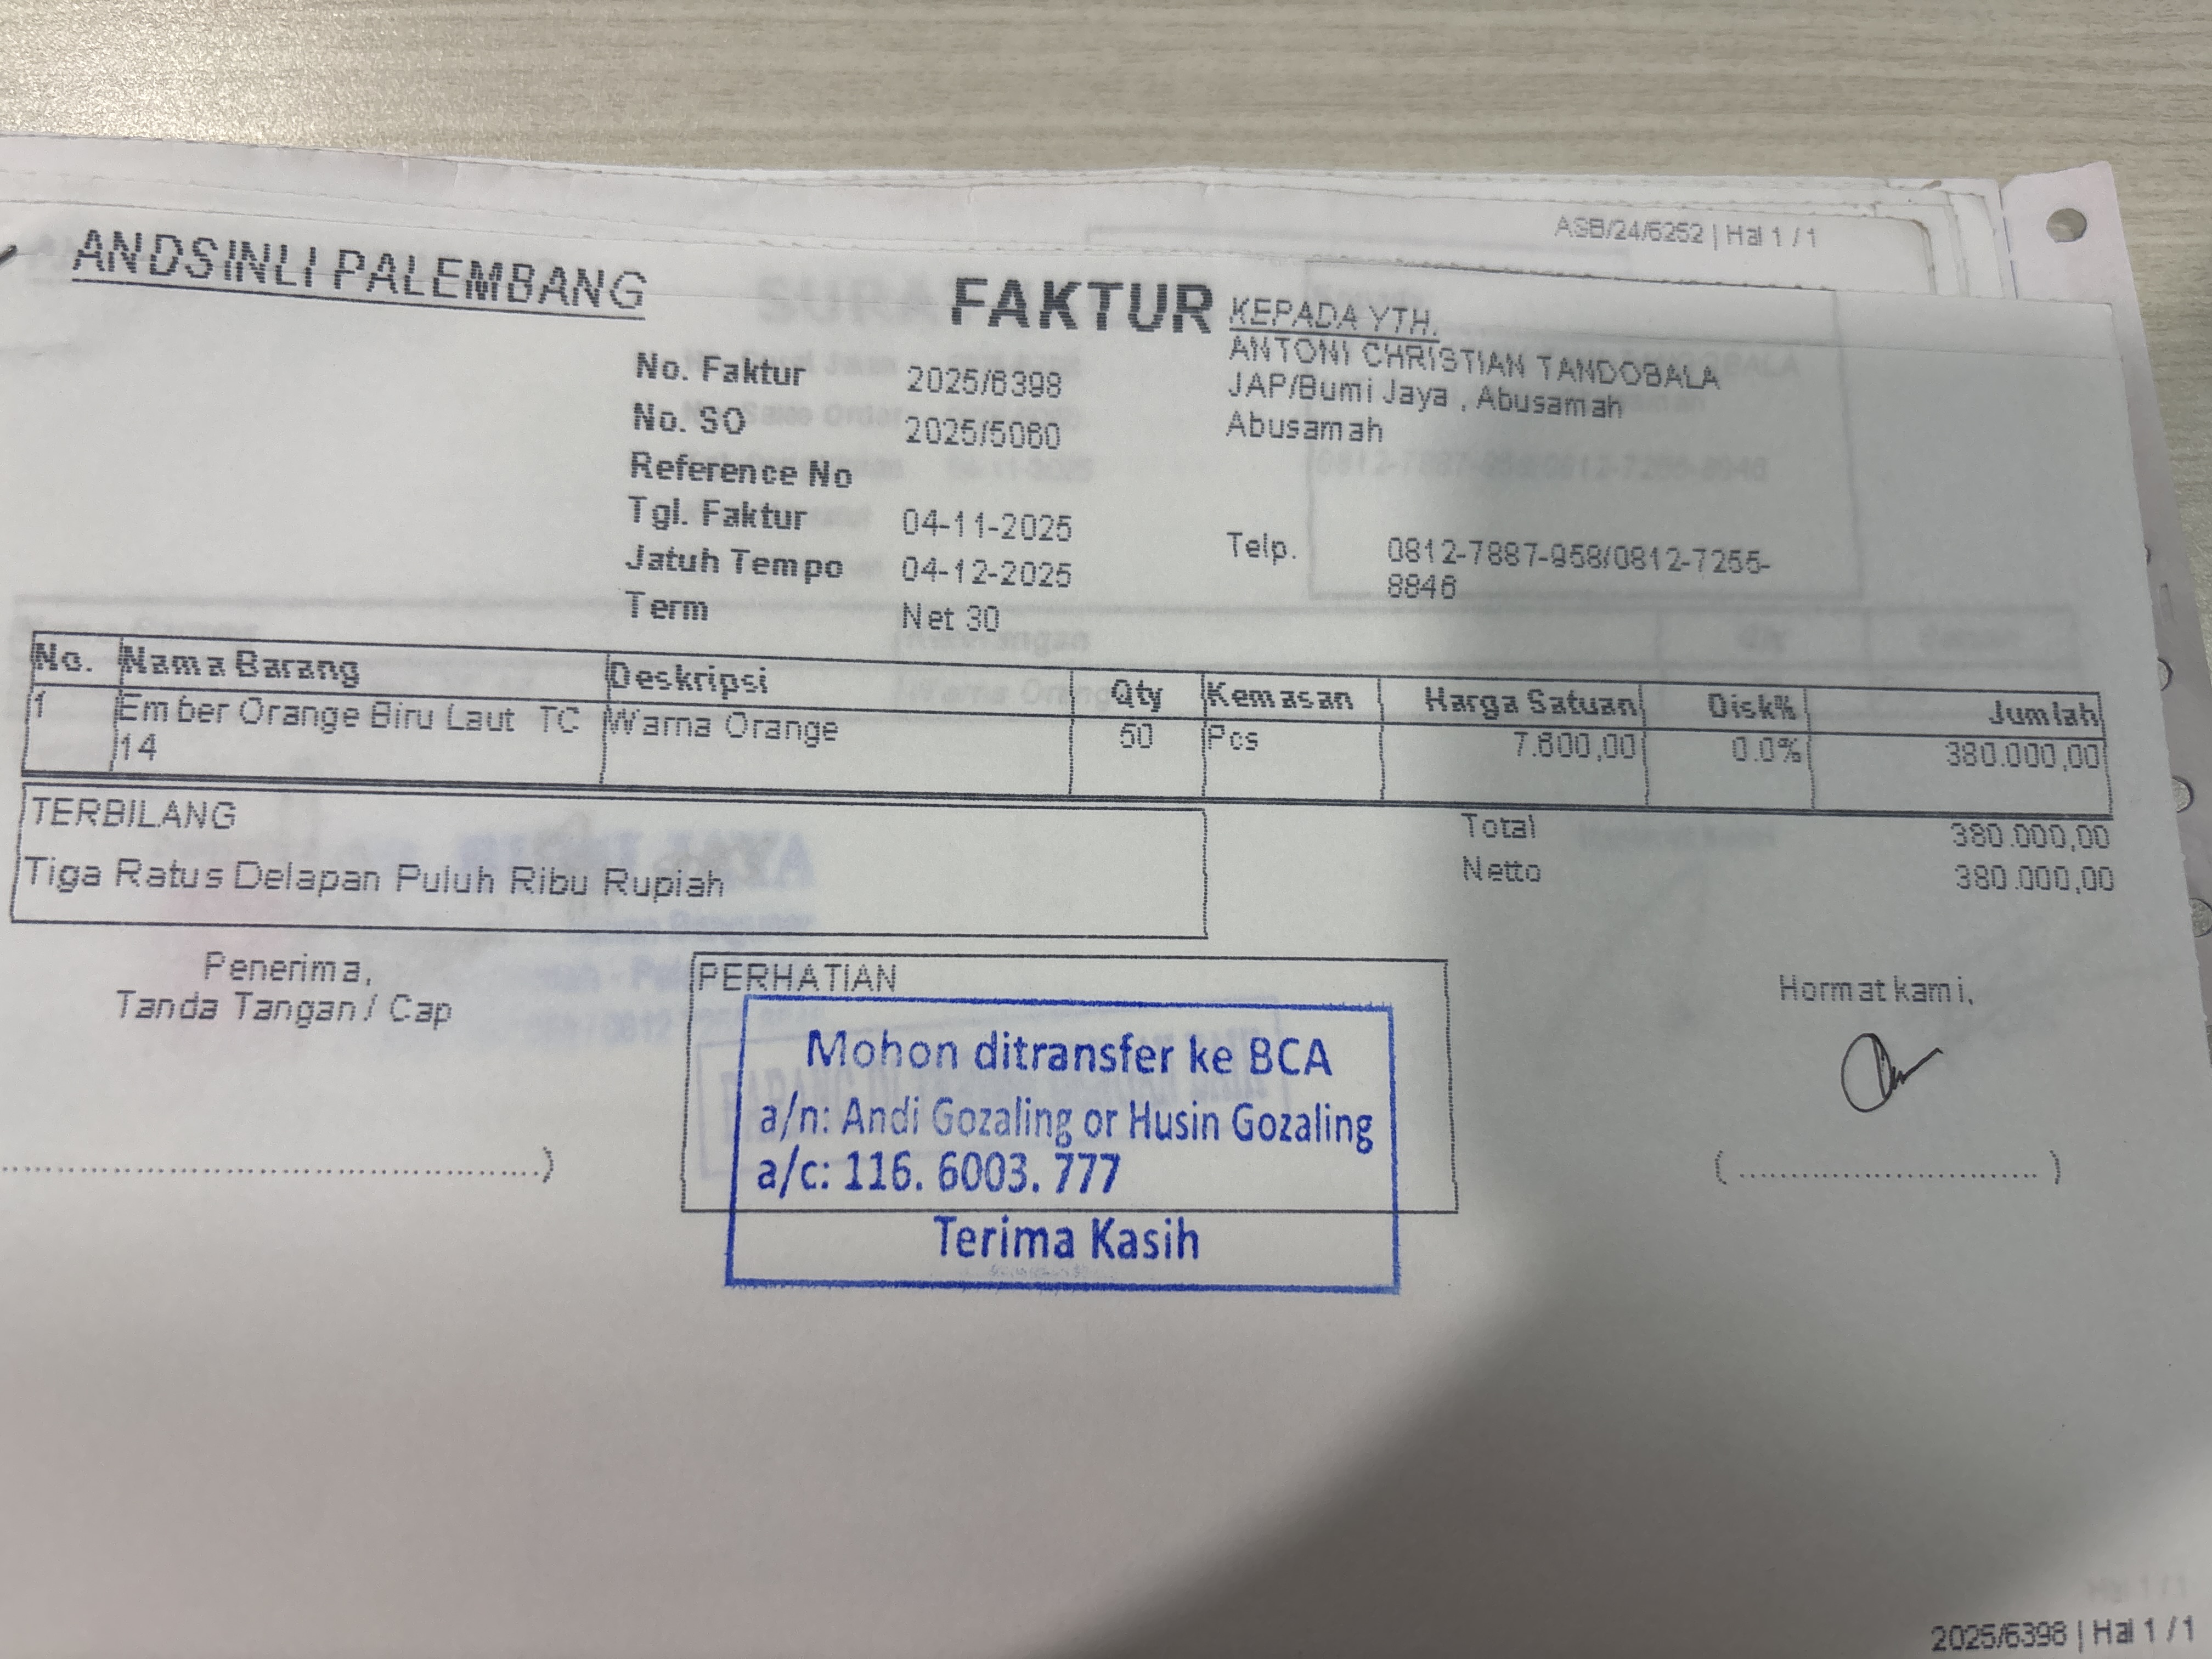 ASB/24/6252 | Hal 1 / 1
ANDSINLI PALEMBANG
FAKTUR
KEPADA YTH.
ANTONI CHRISTIAN TANDOBALA
JAP/Bumi Jaya , Abusamah
Abusamah
No. Faktur 2025/6398
No. SO 2025/5060
Reference No
Tgl. Faktur 04-11-2025
Jatuh Tempo 04-12-2025
Term Net 30
Telp. 0812-7887-958/0812-7255-
8846
No. Nama Barang Deskripsi Qty Kemasan Harga Satuan Disk% Jumlah
1 Ember Orange Biru Laut TC Warna Orange 50 Pcs 7.600,00 0.0% 380.000,00
14
TERBILANG
Tiga Ratus Delapan Puluh Ribu Rupiah
Total 380.000,00
Netto 380.000,00
Penerima,
Tanda Tangan / Cap
PERHATIAN
Mohon ditransfer ke BCA
a/n: Andi Gozaling or Husin Gozaling
a/c: 116. 6003. 777
Terima Kasih
Hormat kami,
2025/6398 | Hal 1 / 1